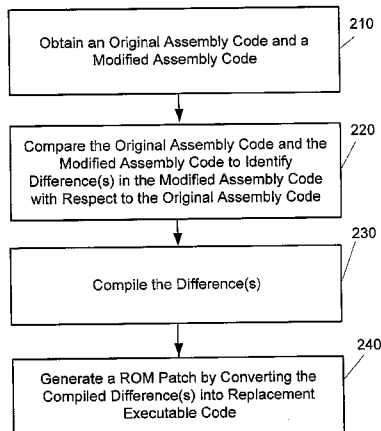 210
Obtain an Original Assembly Code and a
Modified Assembly Code
220
Compare the Original Assembly Code and the
Modified Assembly Code to Identify
Difference(s) in the Modified Assembly Code
with Respect to the Original Assembly Code
230
Compile the Difference(s)
240
Generate a ROM Patch by Converting the
Compiled Difference(s) into Replacement
Executable Code